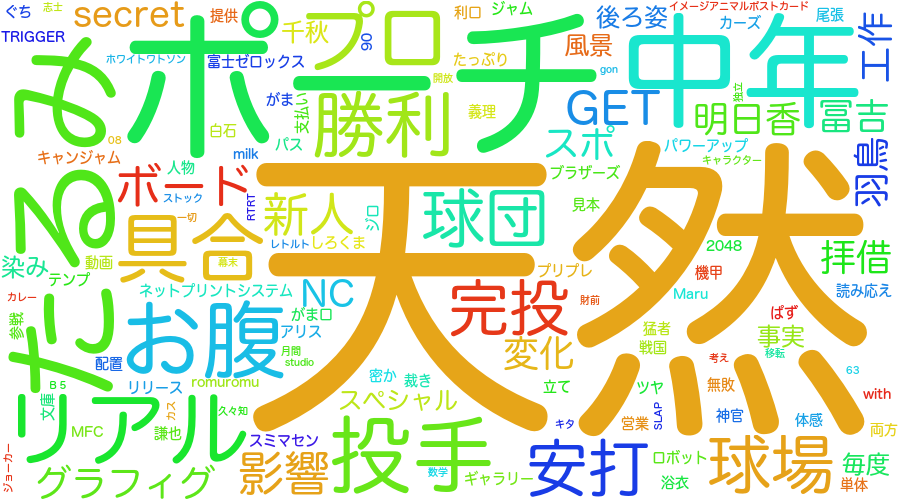 ぐち
志士
secret
提供
ポプローチ
ジャム
利口
後ろ姿
イメージアニマルポストカード
カーズ
尾張
TRIGGER
ホワイトワトソン
富士ゼロックス
千秋
90
たっぷり
風景
gon
中年
工作
みるだ
がま
支払い
開放
勝利
義理
GET
独立
明日香
冨吉
08
白石
パス
スポ
パワーアップ
キャラクター
羽鳥
キャンジャム
人物
milk
ボード
ストック
RTRT
天然
ブラザーズ
見本
一切
新人
ジロ
球団
具合
レトルト
しろくま
2048
拝借
染み
動画
幕末
テンプ
プリプレ
機甲
ネットプリントシステム
NC
完投
財前
Maru
読み応え
カレー
参戦
がま口
お腹
アリス
猛者
戦国
ぱず
事実
配置
月間
studio
変化
考え
移転
B5
リリース
romuromu
密か
裁き
立て
ツヤ
無敗
63
with
文庫
カス
久々知
スペシャル
リアル
MFC
謙也
スミマセン
投手
キタ
営業
SLAP
神官
体感
両方
ジョーカー
影響
数学
ギャラリー
安打
ロボット
球場
毎度
グラフィグ
浴衣
単体